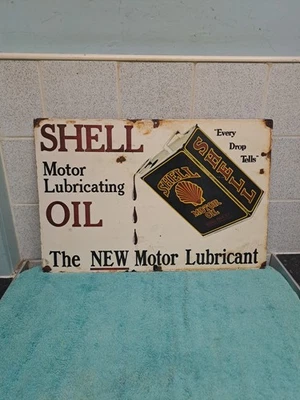 SHELL
Motor
Lubricating
OIL
"Every
Drop
Tells"
SHELL
SHELL
MOTOR
OIL
The NEW Motor Lubricant